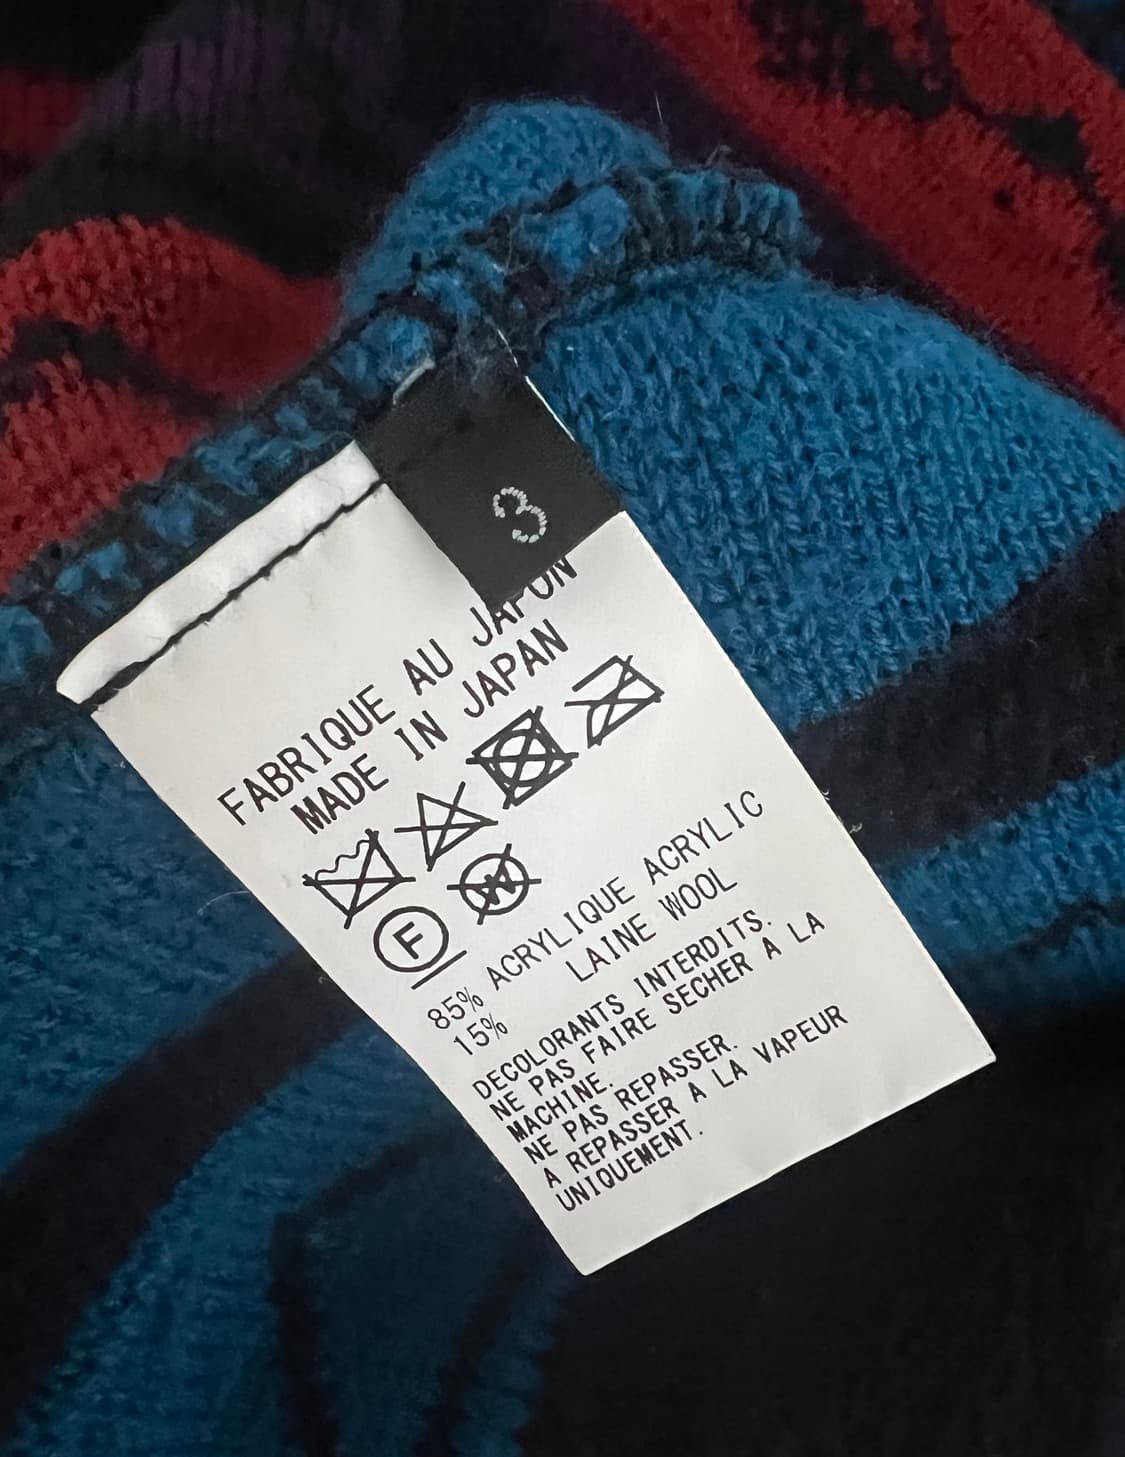 3
FABRIQUE AU JAPON
MADE IN JAPAN
W
F
85% ACRYLIQUE ACRYLIC
15% LAINE WOOL
DECOLORANTS INTERDITS.
NE PAS FAIRE SECHER A LA
MACHINE.
NE PAS REPASSER.
A REPASSER A LA VAPEUR
UNIQUEMENT.